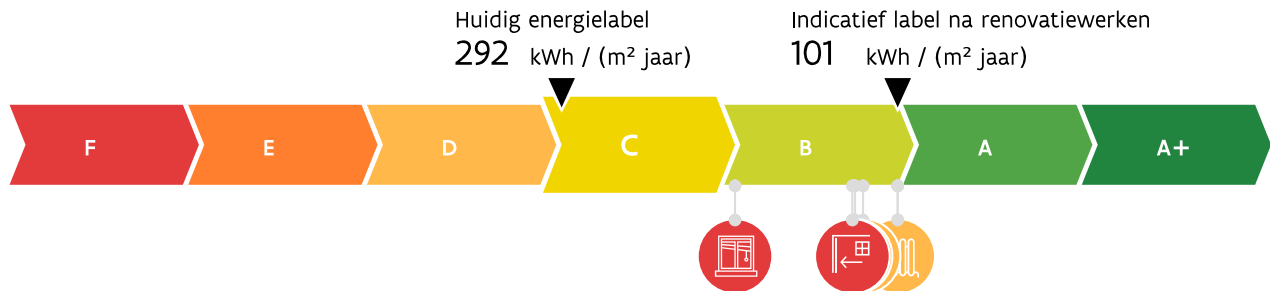 Huidig energielabel
292 kWh / (m² jaar)
Indicatief label na renovatiewerken
101 kWh / (m² jaar)
F E D C B A A+